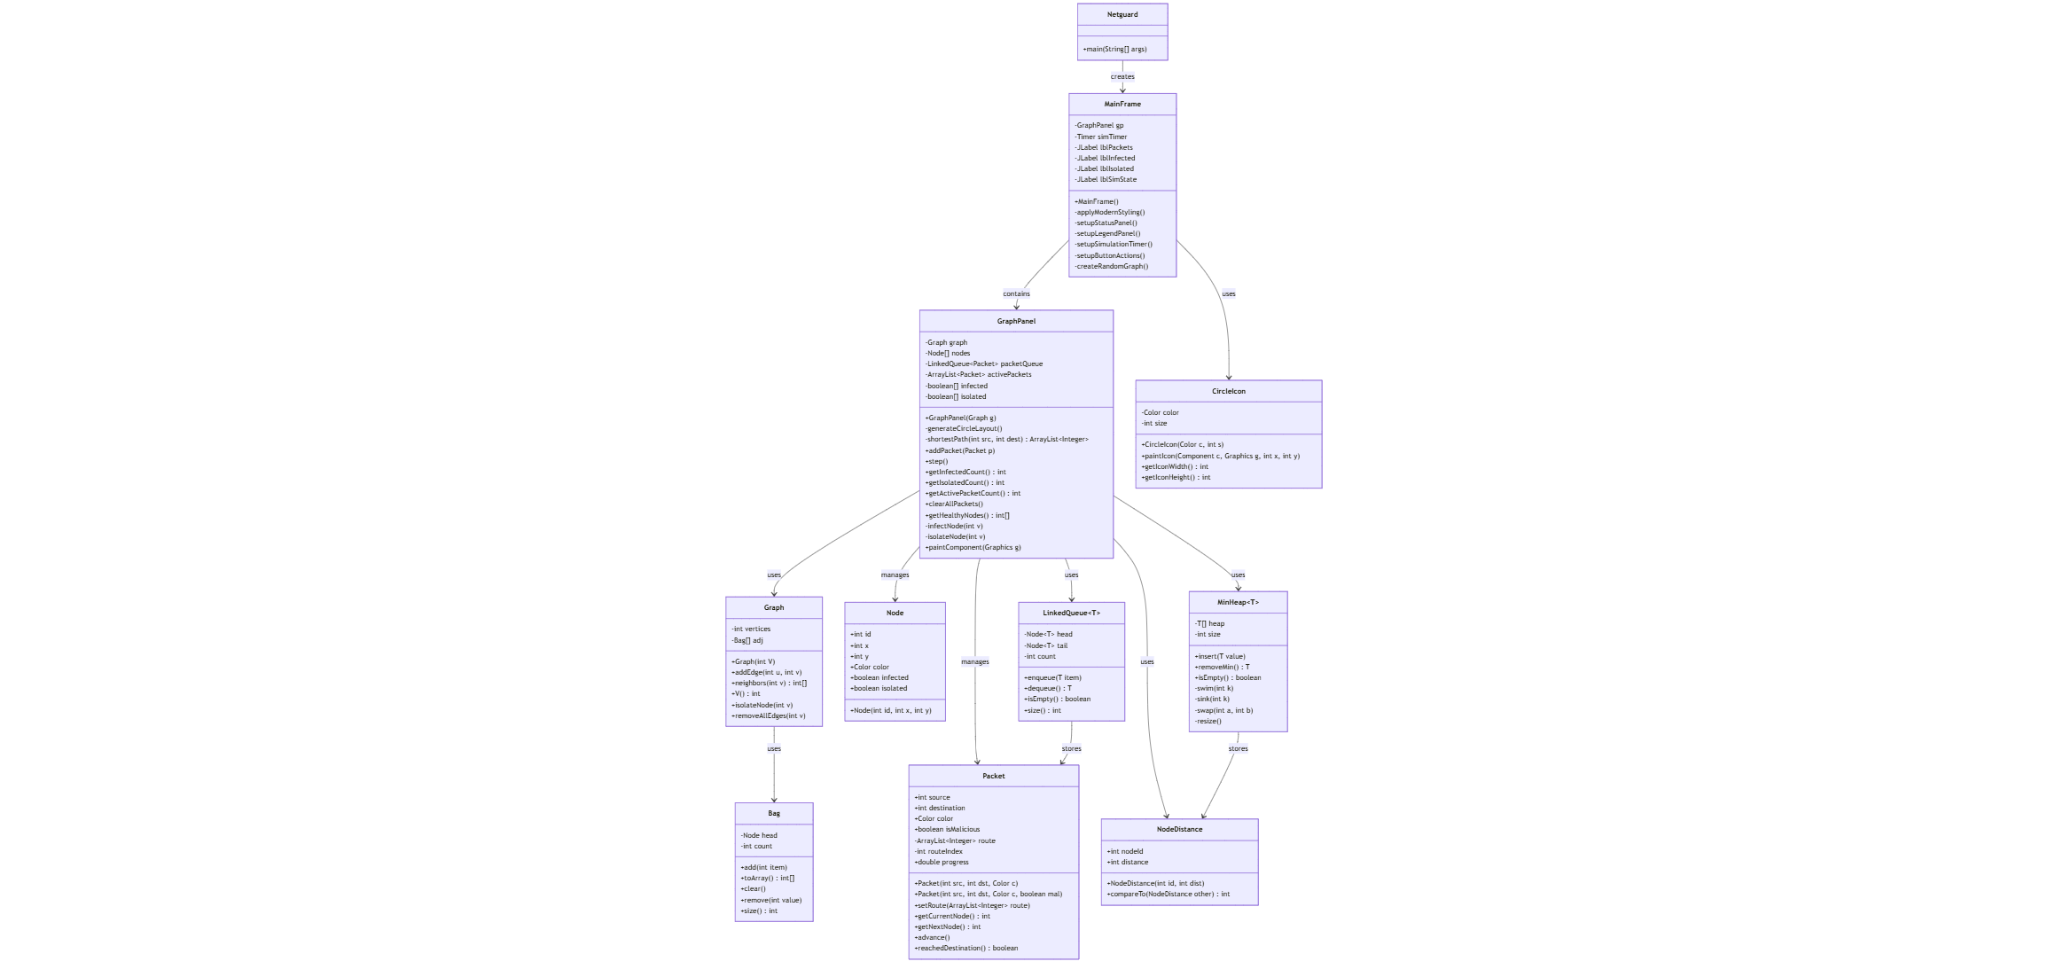 Netguard
+main(String[] args)
creates
MainFrame
-GraphPanel gp
-Timer simTimer
-JLabel lblPackets
-JLabel lblInfected
-JLabel lblIsolated
-JLabel lblSimState
+MainFrame()
-applyModernStyling()
-setupStatusPanel()
-setupLegendPanel()
-setupSimulationTimer()
-setupButtonActions()
-createRandomGraph()
contains
uses
GraphPanel
-Graph graph
-Node[] nodes
-LinkedQueue<Packet> packetQueue
-ArrayList<Packet> activePackets
-boolean[] infected
-boolean[] isolated
+GraphPanel(Graph g)
-generateCircleLayout()
-shortestPath(int src, int dest) : ArrayList<Integer>
+addPacket(Packet p)
+step()
+getInfectedCount() : int
+getIsolatedCount() : int
+getActivePacketCount() : int
+clearAllPackets()
+getHealthyNodes() : int[]
-infectNode(int v)
-isolateNode(int v)
+paintComponent(Graphics g)
CircleIcon
-Color color
-int size
+CircleIcon(Color c, int s)
+paintIcon(Component c, Graphics g, int x, int y)
+getIconWidth() : int
+getIconHeight() : int
uses
manages
manages
uses
uses
uses
Graph
-int vertices
-Bag[] adj
+Graph(int V)
+addEdge(int u, int v)
+neighbors(int v) : int[]
+V() : int
+isolateNode(int v)
+removeAllEdges(int v)
Node
+int id
+int x
+int y
+Color color
+boolean infected
+boolean isolated
+Node(int id, int x, int y)
LinkedQueue<T>
-Node<T> head
-Node<T> tail
-int count
+enqueue(T item)
+dequeue() : T
+isEmpty() : boolean
+size() : int
MinHeap<T>
-T[] heap
-int size
+insert(T value)
+removeMin() : T
+isEmpty() : boolean
-swim(int k)
-sink(int k)
-swap(int a, int b)
-resize()
uses
stores
stores
Bag
-Node head
-int count
+add(int item)
+toArray() : int[]
+clear()
+remove(int value)
+size() : int
Packet
+int source
+int destination
+Color color
+boolean isMalicious
-ArrayList<Integer> route
-int routeIndex
+double progress
+Packet(int src, int dst, Color c)
+Packet(int src, int dst, Color c, boolean mal)
+setRoute(ArrayList<Integer> route)
+getCurrentNode() : int
+getNextNode() : int
+advance()
+reachedDestination() : boolean
NodeDistance
+int nodeId
+int distance
+NodeDistance(int id, int dist)
+compareTo(NodeDistance other) : int